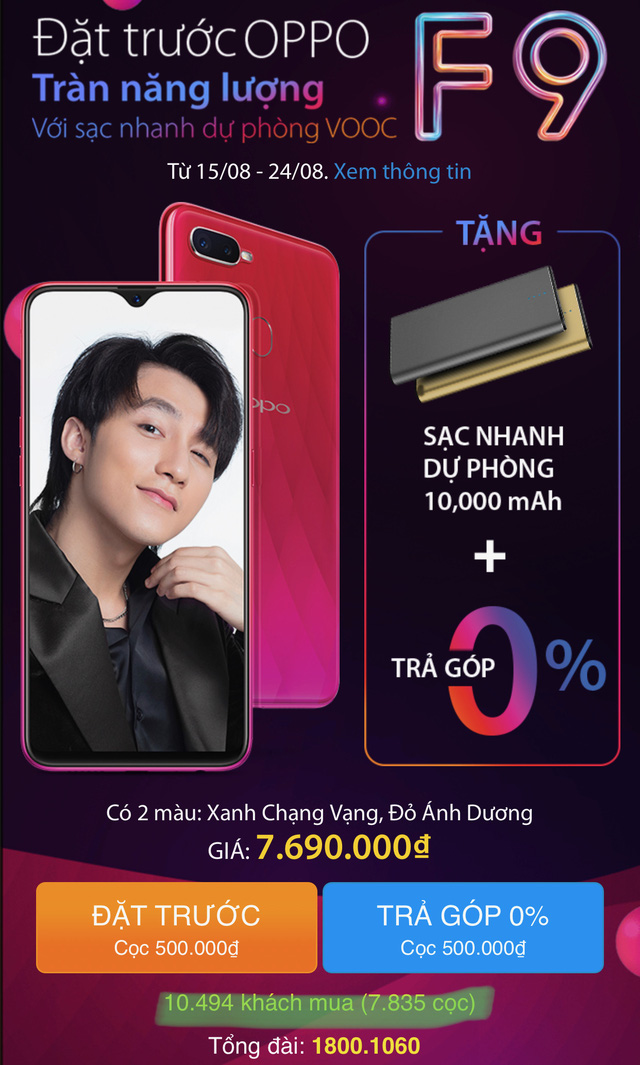 Đặt trước OPPO F9
Tràn năng lượng
Với sạc nhanh dự phòng VOOC
Từ 15/08 - 24/08. Xem thông tin
TẶNG
oppo
SẠC NHANH
DỰ PHÒNG
10,000 mAh
+
TRẢ GÓP 0%
Có 2 màu: Xanh Chạng Vạng, Đỏ Ánh Dương
GIÁ: 7.690.000₫
ĐẶT TRƯỚC
Cọc 500.000₫
TRẢ GÓP 0%
Cọc 500.000₫
10.494 khách mua (7.835 cọc)
Tổng đài: 1800.1060